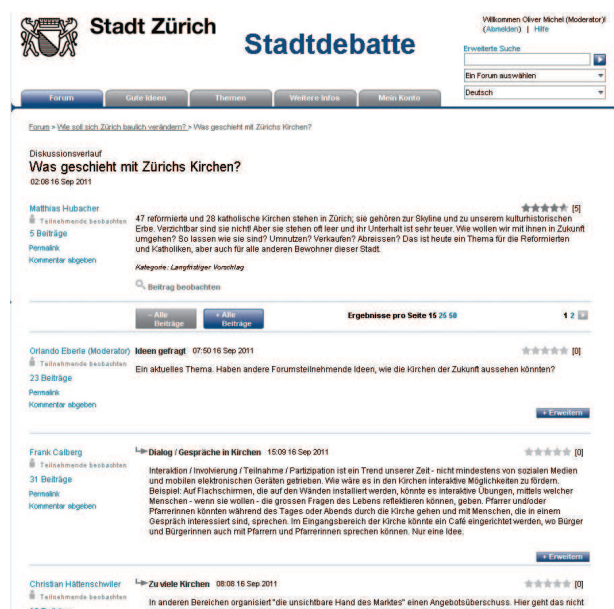 Stadt Zürich
Stadtdebatte
Willkommen Oliver Michel (Moderator)!
(Abmelden) | Hilfe
Erweiterte Suche
Ein Forum auswählen
Deutsch
Forum
Gute Ideen
Themen
Weitere Infos
Mein Konto
Forum > Wie soll sich Zürich baulich verändern? > Was geschieht mit Zürichs Kirchen?
Diskussionsverlauf
Was geschieht mit Zürichs Kirchen?
02:08 16 Sep 2011
Matthias Hubacher
Teilnehmende beobachten
5 Beiträge
Permalink
Kommentar abgeben
[5]
47 reformierte und 28 katholische Kirchen stehen in Zürich; sie gehören zur Skyline und zu unserem kulturhistorischen
Erbe. Verzichtbar sind sie nicht! Aber sie stehen oft leer und ihr Unterhalt ist sehr teuer. Wie wollen wir mit ihnen in Zukunft
umgehen? So lassen wie sie sind? Umnutzen? Verkaufen? Abreissen? Das ist heute ein Thema für die Reformierten
und Katholiken, aber auch für alle anderen Bewohner dieser Stadt.
Kategorie: Langfristiger Vorschlag
Beitrag beobachten
– Alle
Beiträge
+ Alle
Beiträge
Ergebnisse pro Seite 15 25 50
1 2
Orlando Eberle (Moderator)
Teilnehmende beobachten
23 Beiträge
Permalink
Kommentar abgeben
Ideen gefragt 07:50 16 Sep 2011
[0]
Ein aktuelles Thema. Haben andere Forumsteilnehmende Ideen, wie die Kirchen der Zukunft aussehen könnten?
+ Erweitern
Frank Calberg
Teilnehmende beobachten
31 Beiträge
Permalink
Kommentar abgeben
Dialog / Gespräche in Kirchen 15:09 16 Sep 2011
[0]
Interaktion / Involvierung / Teilnahme / Partizipation ist ein Trend unserer Zeit - nicht mindestens von sozialen Medien
und mobilen elektronischen Geräten getrieben. Wie wäre es in den Kirchen interaktive Möglichkeiten zu fördern.
Beispiel: Auf Flachschirmen, die auf den Wänden installiert werden, könnte es interaktive Übungen, mittels welcher
Menschen - wenn sie wollen - die grossen Fragen des Lebens reflektieren können, geben. Pfarrer und/oder
Pfarrerinnen könnten während des Tages oder Abends durch die Kirche gehen und mit Menschen, die in einem
Gespräch interessiert sind, sprechen. Im Eingangsbereich der Kirche könnte ein Café eingerichtet werden, wo Bürger
und Bürgerinnen auch mit Pfarrern und Pfarrerinnen sprechen können. Nur eine Idee.
+ Erweitern
Christian Hättenschwiler
Teilnehmende beobachten
Zu viele Kirchen 08:08 16 Sep 2011
[0]
In anderen Bereichen organisiert "die unsichtbare Hand des Marktes" einen Angebotsüberschuss. Hier geht das nicht